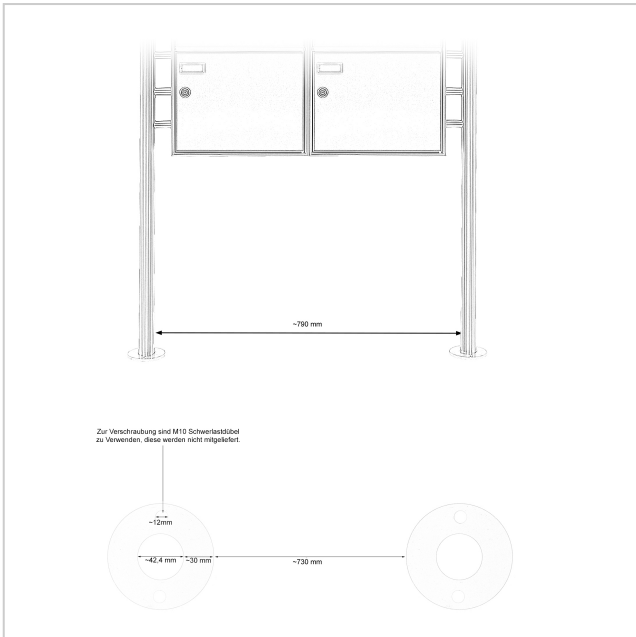 ~790 mm
Zur Verschraubung sind M10 Schwerlastdübel
zu Verwenden, diese werden nicht mitgeliefert.
~12mm
~42,4 mm
~30 mm
~730 mm